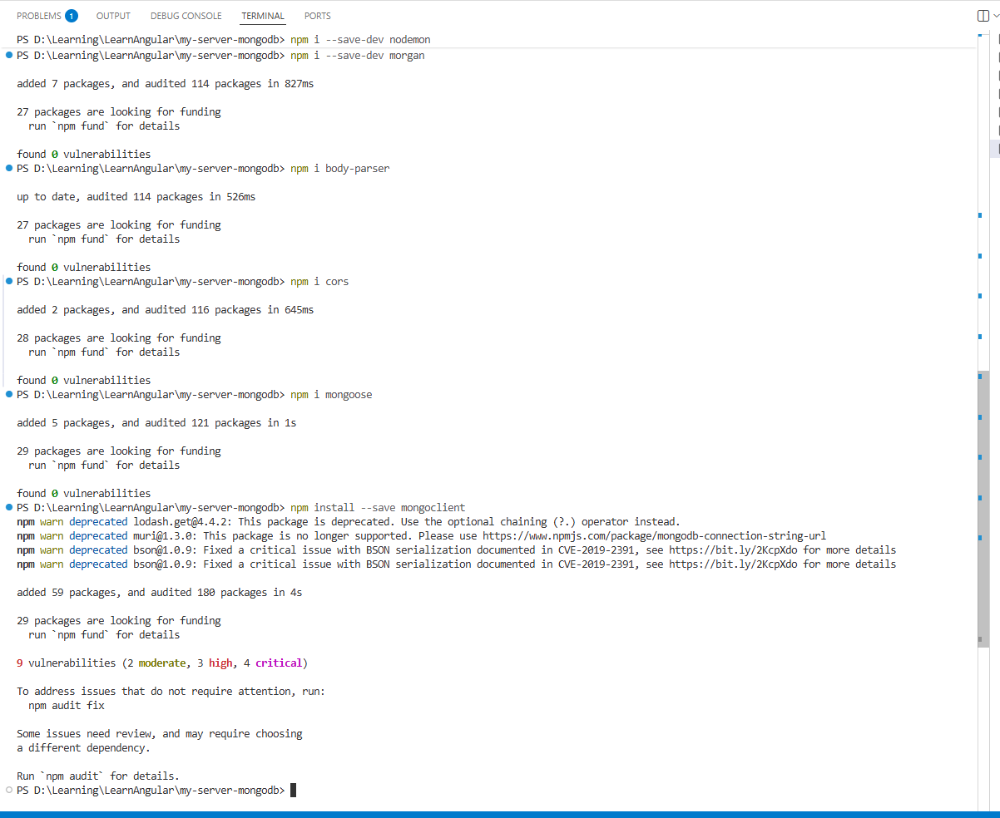 PROBLEMS 1 OUTPUT DEBUG CONSOLE TERMINAL PORTS
PS D:\Learning\LearnAngular\my-server-mongodb> npm i --save-dev nodemon
PS D:\Learning\LearnAngular\my-server-mongodb> npm i --save-dev morgan
added 7 packages, and audited 114 packages in 827ms
27 packages are looking for funding
  run `npm fund` for details
found 0 vulnerabilities
PS D:\Learning\LearnAngular\my-server-mongodb> npm i body-parser
up to date, audited 114 packages in 526ms
27 packages are looking for funding
  run `npm fund` for details
found 0 vulnerabilities
PS D:\Learning\LearnAngular\my-server-mongodb> npm i cors
added 2 packages, and audited 116 packages in 645ms
28 packages are looking for funding
  run `npm fund` for details
found 0 vulnerabilities
PS D:\Learning\LearnAngular\my-server-mongodb> npm i mongoose
added 5 packages, and audited 121 packages in 1s
29 packages are looking for funding
  run `npm fund` for details
found 0 vulnerabilities
PS D:\Learning\LearnAngular\my-server-mongodb> npm install --save mongoclient
npm warn deprecated lodash.get@4.4.2: This package is deprecated. Use the optional chaining (?.) operator instead.
npm warn deprecated muri@1.3.0: This package is no longer supported. Please use https://www.npmjs.com/package/mongodb-connection-string-url
npm warn deprecated bson@1.0.9: Fixed a critical issue with BSON serialization documented in CVE-2019-2391, see https://bit.ly/2KcpXdo for more details
npm warn deprecated bson@1.0.9: Fixed a critical issue with BSON serialization documented in CVE-2019-2391, see https://bit.ly/2KcpXdo for more details
added 59 packages, and audited 180 packages in 4s
29 packages are looking for funding
  run `npm fund` for details
9 vulnerabilities (2 moderate, 3 high, 4 critical)
To address issues that do not require attention, run:
  npm audit fix
Some issues need review, and may require choosing
a different dependency.
Run `npm audit` for details.
PS D:\Learning\LearnAngular\my-server-mongodb>